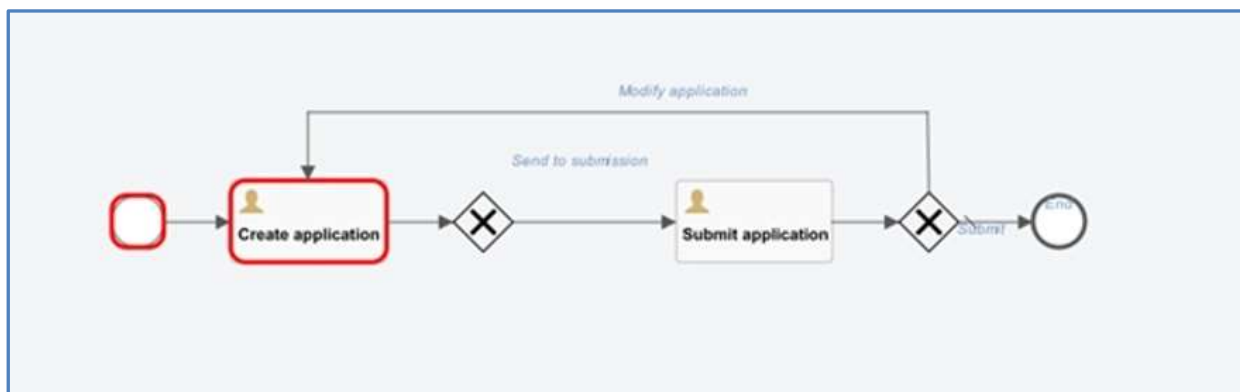 Modify application
Send to submission
Create application
Submit application
End
Submit